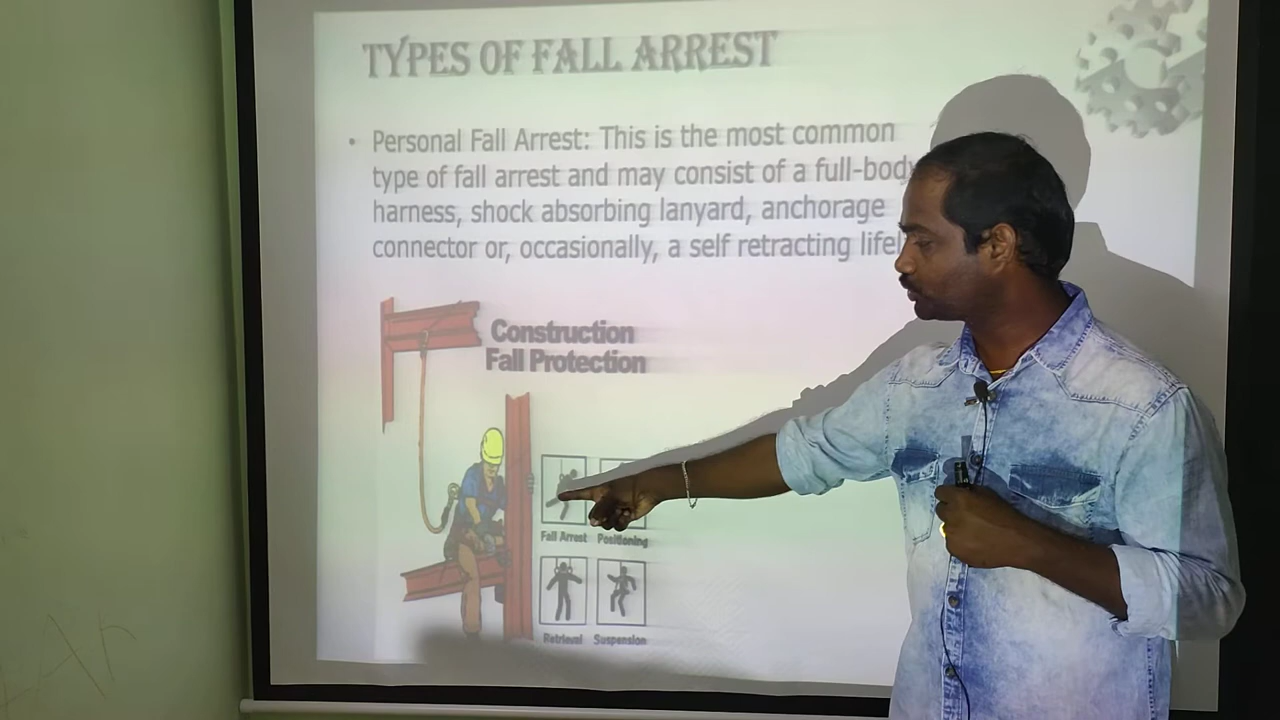 TYPES OF FALL ARREST
• Personal Fall Arrest: This is the most common
type of fall arrest and may consist of a full-body
harness, shock absorbing lanyard, anchorage
connector or, occasionally, a self retracting
Construction
Fall Protection
Fall Arrest Positioning
Retrieval Suspension